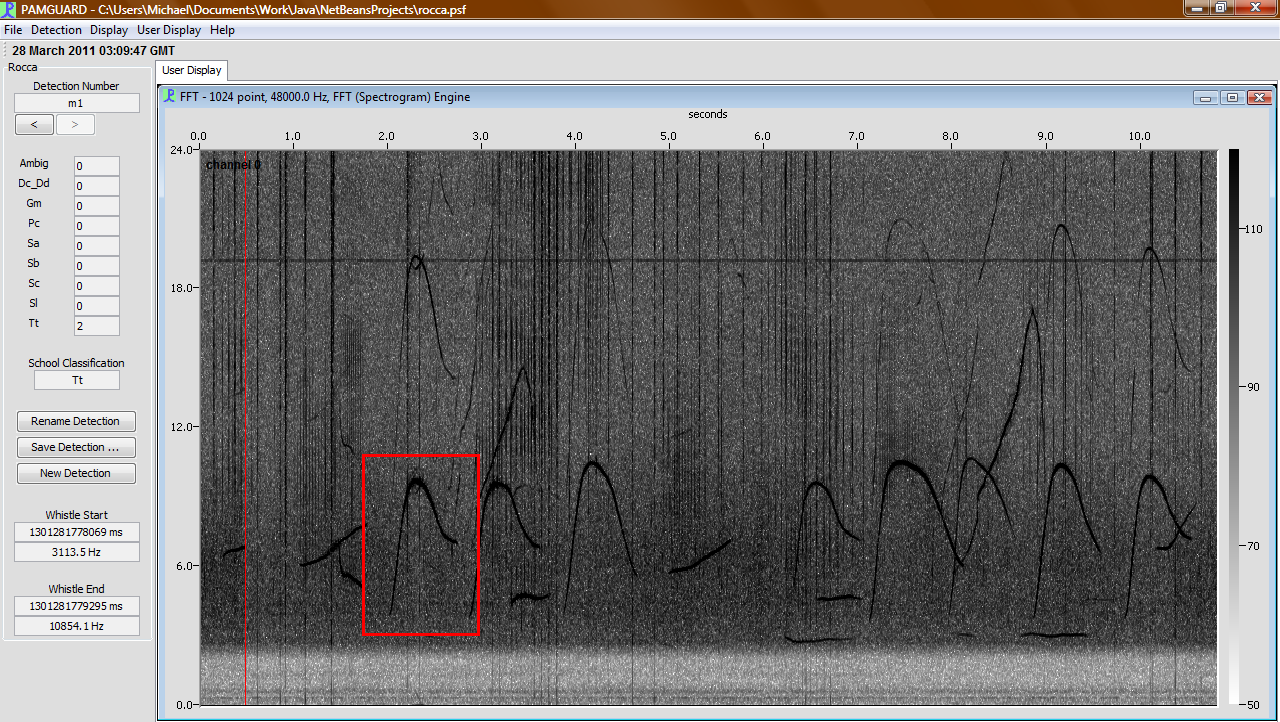 PAMGUARD - C:\Users\Michael\Documents\Work\Java\NetBeansProjects\rocca.psf
File Detection Display User Display Help
28 March 2011 03:09:47 GMT
Rocca
Detection Number
m1
< >
Ambig 0
Dc_Dd 0
Gm 0
Pc 0
Sa 0
Sb 0
Sc 0
Sl 0
Tt 2
School Classification
Tt
Rename Detection
Save Detection ...
New Detection
Whistle Start
1301281778069 ms
3113.5 Hz
Whistle End
1301281779295 ms
10854.1 Hz
User Display
FFT - 1024 point, 48000.0 Hz, FFT (Spectrogram) Engine
seconds
0.0 1.0 2.0 3.0 4.0 5.0 6.0 7.0 8.0 9.0 10.0
24.0
channel 0
18.0
12.0
6.0
0.0
110
90
70
50